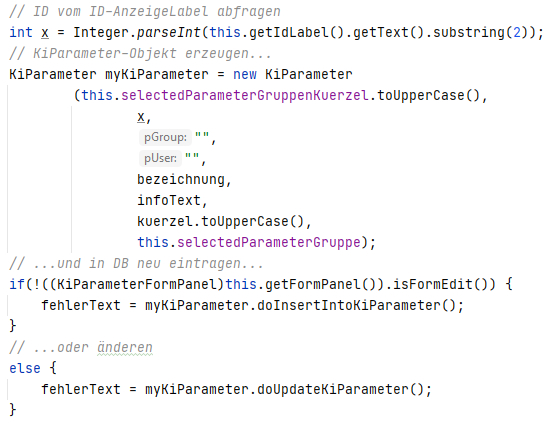 // ID vom ID-AnzeigeLabel abfragen
int x = Integer.parseInt(this.getIdLabel().getText().substring(2));
// KiParameter-Objekt erzeugen...
KiParameter myKiParameter = new KiParameter
(this.selectedParameterGruppenKuerzel.toUpperCase(),
x,
pGroup: "",
pUser: "",
bezeichnung,
infoText,
kuerzel.toUpperCase(),
this.selectedParameterGruppe);
// ...und in DB neu eintragen...
if(!((KiParameterFormPanel)this.getFormPanel()).isFormEdit()) {
fehlerText = myKiParameter.doInsertIntoKiParameter();
}
// ...oder änderen
else {
fehlerText = myKiParameter.doUpdateKiParameter();
}